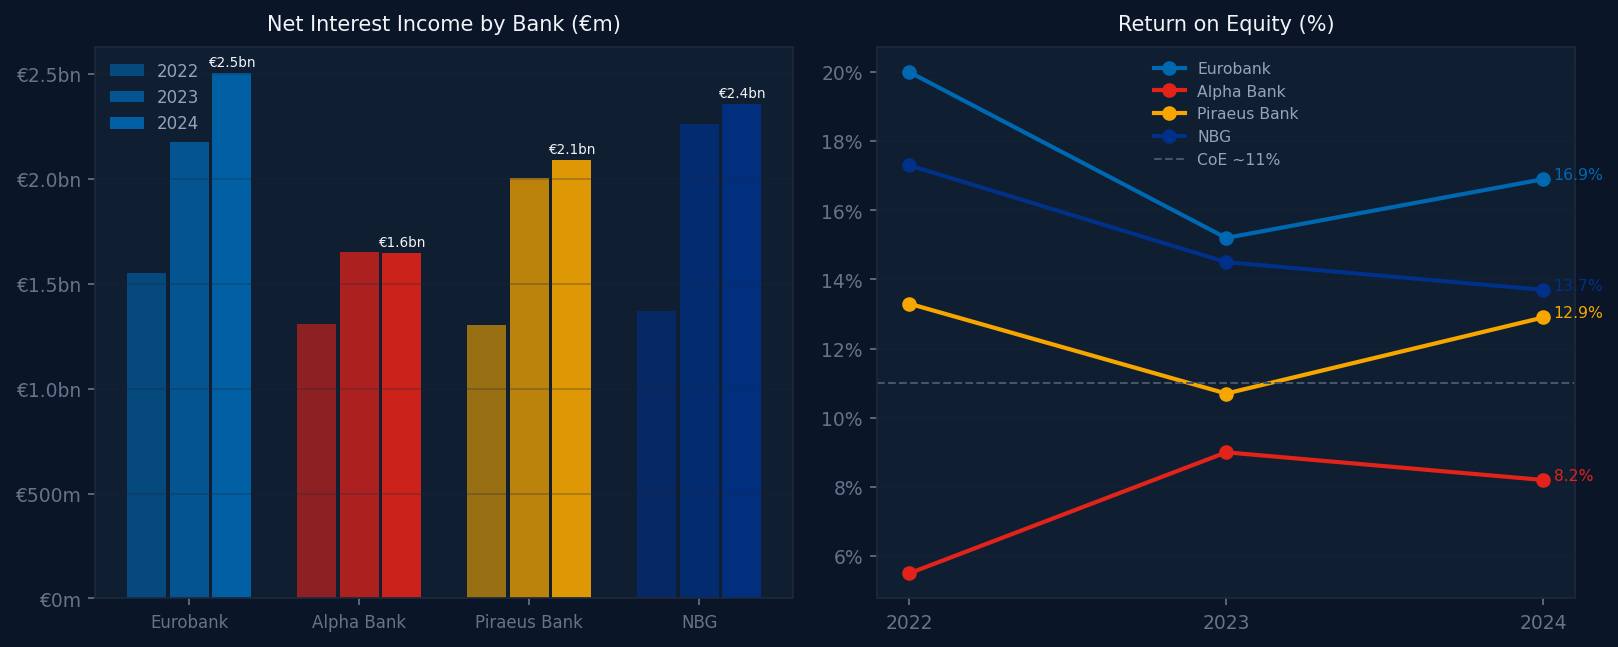 Net Interest Income by Bank (€m)
€2.5bn
€2.0bn
€1.5bn
€1.0bn
€500m
€0m
2022
2023
2024
€2.5bn
€1.6bn
€2.1bn
€2.4bn
Eurobank
Alpha Bank
Piraeus Bank
NBG
Return on Equity (%)
20%
18%
16%
14%
12%
10%
8%
6%
Eurobank
Alpha Bank
Piraeus Bank
NBG
CoE ~11%
16.9%
13.7%
12.9%
8.2%
2022
2023
2024